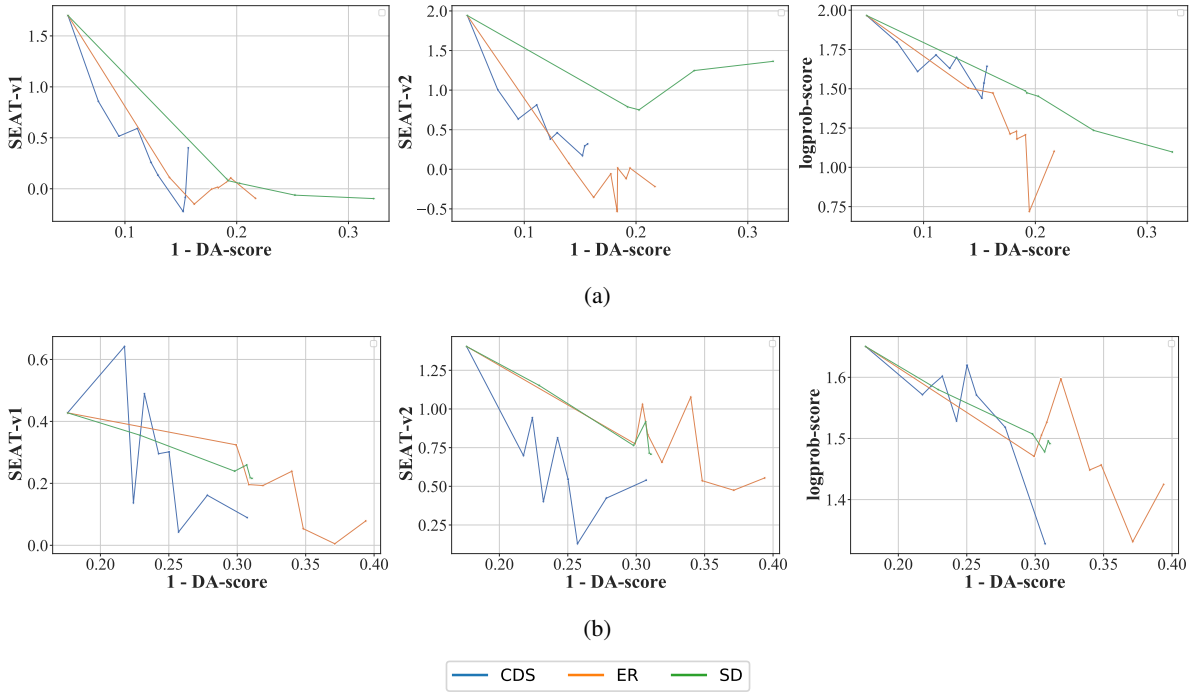 SEAT-v1
1.5
1.0
0.5
0.0
0.1 0.2 0.3
1 - DA-score
SEAT-v2
2.0
1.5
1.0
0.5
0.0
−0.5
0.1 0.2 0.3
1 - DA-score
logprob-score
2.00
1.75
1.50
1.25
1.00
0.75
0.1 0.2 0.3
1 - DA-score
(a)
SEAT-v1
0.6
0.4
0.2
0.0
0.20 0.25 0.30 0.35 0.40
1 - DA-score
SEAT-v2
1.25
1.00
0.75
0.50
0.25
0.20 0.25 0.30 0.35 0.40
1 - DA-score
logprob-score
1.6
1.5
1.4
0.20 0.25 0.30 0.35 0.40
1 - DA-score
(b)
CDS ER SD